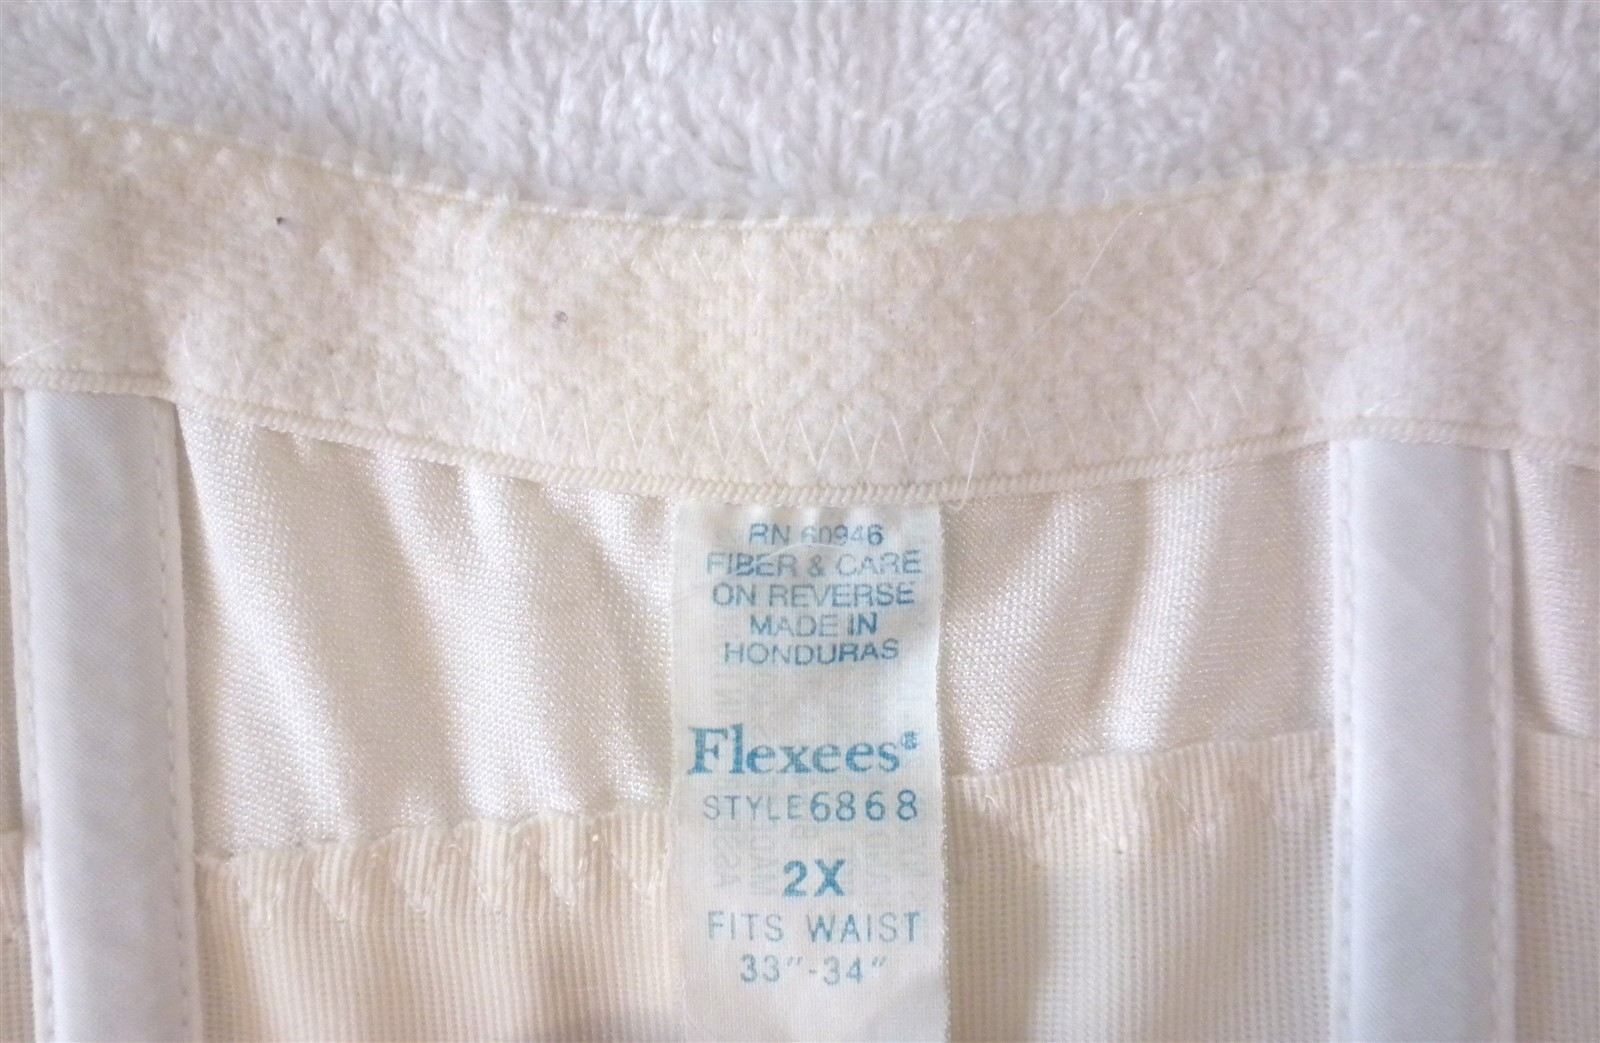 RN 60946
FIBER & CARE
ON REVERSE
MADE IN
HONDURAS
Flexees®
STYLE 6868
2X
FITS WAIST
33"-34"